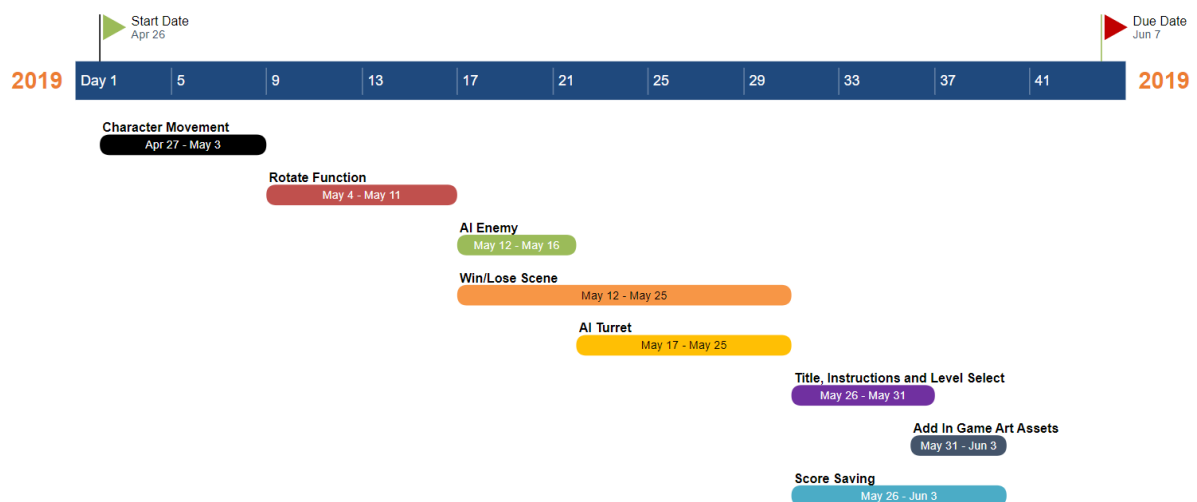 Start Date
Apr 26
Due Date
Jun 7
2019 Day 1 5 9 13 17 21 25 29 33 37 41 2019
Character Movement
Apr 27 - May 3
Rotate Function
May 4 - May 11
AI Enemy
May 12 - May 16
Win/Lose Scene
May 12 - May 25
AI Turret
May 17 - May 25
Title, Instructions and Level Select
May 26 - May 31
Add In Game Art Assets
May 31 - Jun 3
Score Saving
May 26 - Jun 3